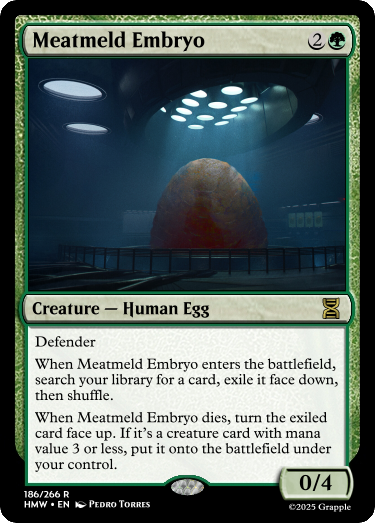 Meatmeld Embryo 2
Creature — Human Egg
Defender
When Meatmeld Embryo enters the battlefield,
search your library for a card, exile it face down,
then shuffle.
When Meatmeld Embryo dies, turn the exiled
card face up. If it's a creature card with mana
value 3 or less, put it onto the battlefield under
your control.
0/4
186/266 R
HMW • EN Pedro Torres
©2025 Grapple